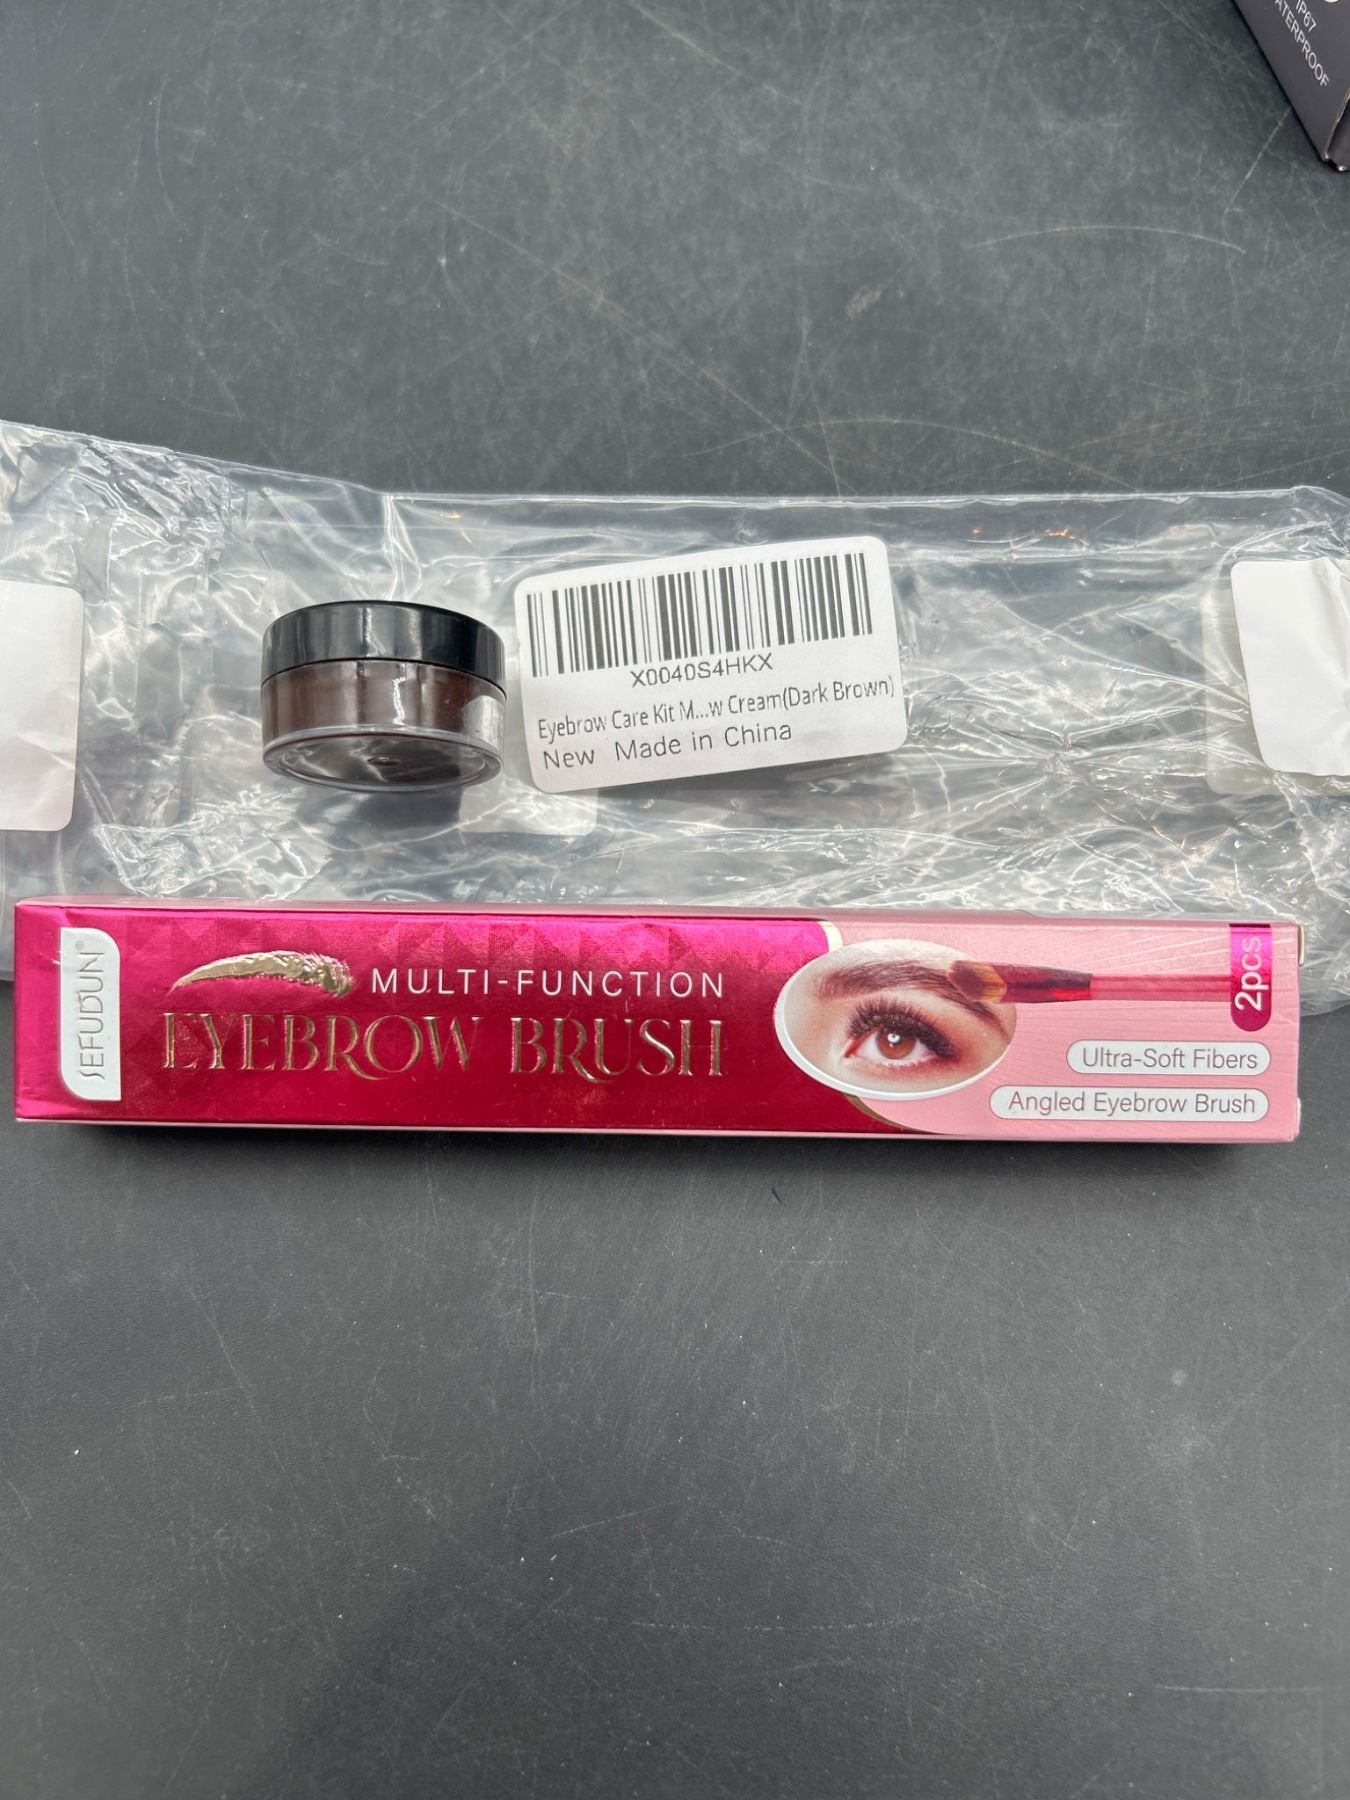 IP67
WATERPROOF
X0040S4HKX
Eyebrow Care Kit M...w Cream(Dark Brown)
New Made in China
SEFUDUN®
MULTI-FUNCTION
EYEBROW BRUSH
2pcs
Ultra-Soft Fibers
Angled Eyebrow Brush